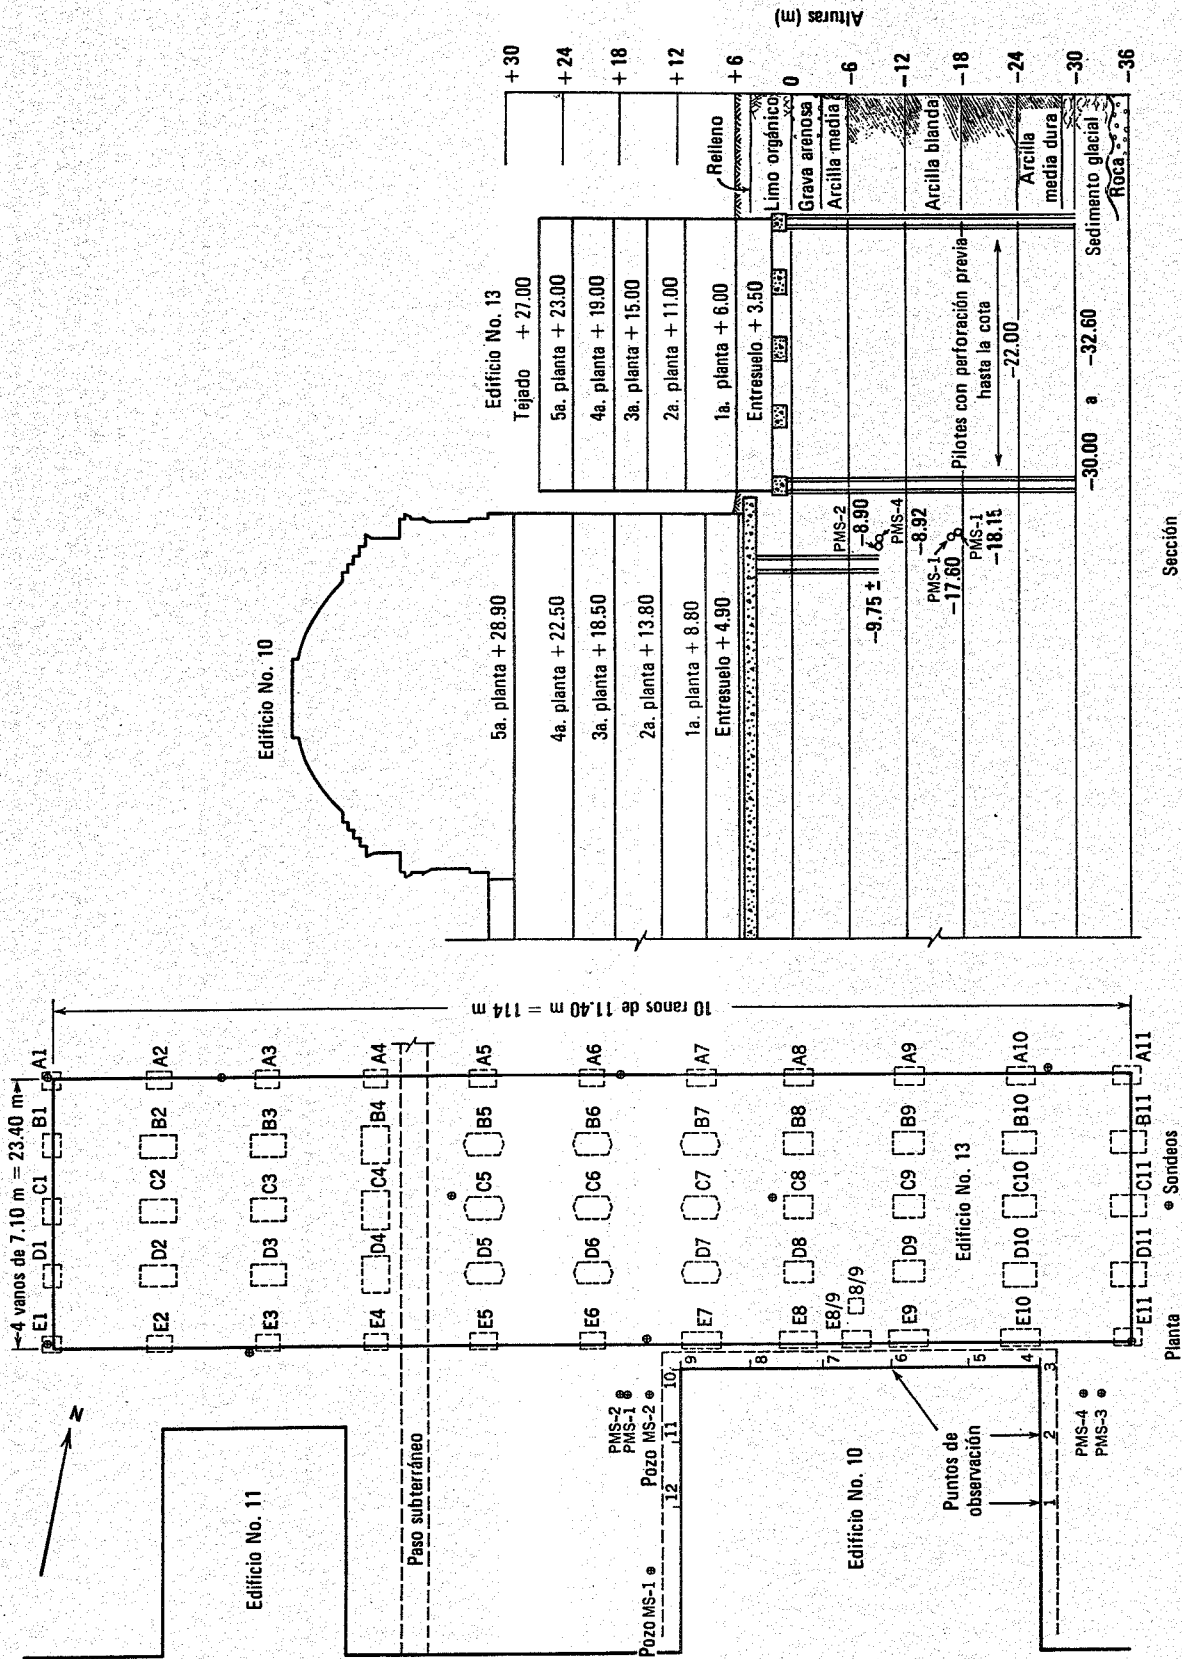 Edificio No. 10
5a. planta + 28.90
4a. planta + 22.50
3a. planta + 18.50
2a. planta + 13.80
1a. planta + 8.80
Entresuelo + 4.90
Edificio No. 13
Tejado + 27.00
5a. planta + 23.00
4a. planta + 19.00
3a. planta + 15.00
2a. planta + 11.00
1a. planta + 6.00
Entresuelo + 3.50
Alturas (m)
+ 30
+ 24
+ 18
+ 12
+ 6
0
−6
−12
−18
−24
−30
−36
Relleno
Limo orgánico
Grava arenosa
Arcilla media
Arcilla blanda
Arcilla
media dura
Sedimento glacial
Roca
PMS-2
−8.90
PMS-4
−8.92
−9.75 ±
PMS-1
−17.60
PMS-1
−18.15
Pilotes con perforación previa
hasta la cota
−22.00
−30.00 a −32.60
Sección
N
Edificio No. 11
Paso subterráneo
4 vanos de 7.10 m = 23.40 m
10 ranos de 11.40 m = 114 m
E1 D1 C1 B1 A1
E2 D2 C2 B2 A2
E3 D3 C3 B3 A3
E4 D4 C4 B4 A4
E5 D5 C5 B5 A5
E6 D6 C6 B6 A6
E7 D7 C7 B7 A7
E8 D8 C8 B8 A8
E8/9 8/9
E9 D9 C9 B9 A9
E10 D10 C10 B10 A10
E11 D11 C11 B11 A11
Edificio No. 13
PMS-2
PMS-1
Pozo MS-2
Pozo MS-1
12 11 10 9
8
7
6
5
4
3
2
1
Edificio No. 10
Puntos de
observación
PMS-4
PMS-3
Planta
Sondeos